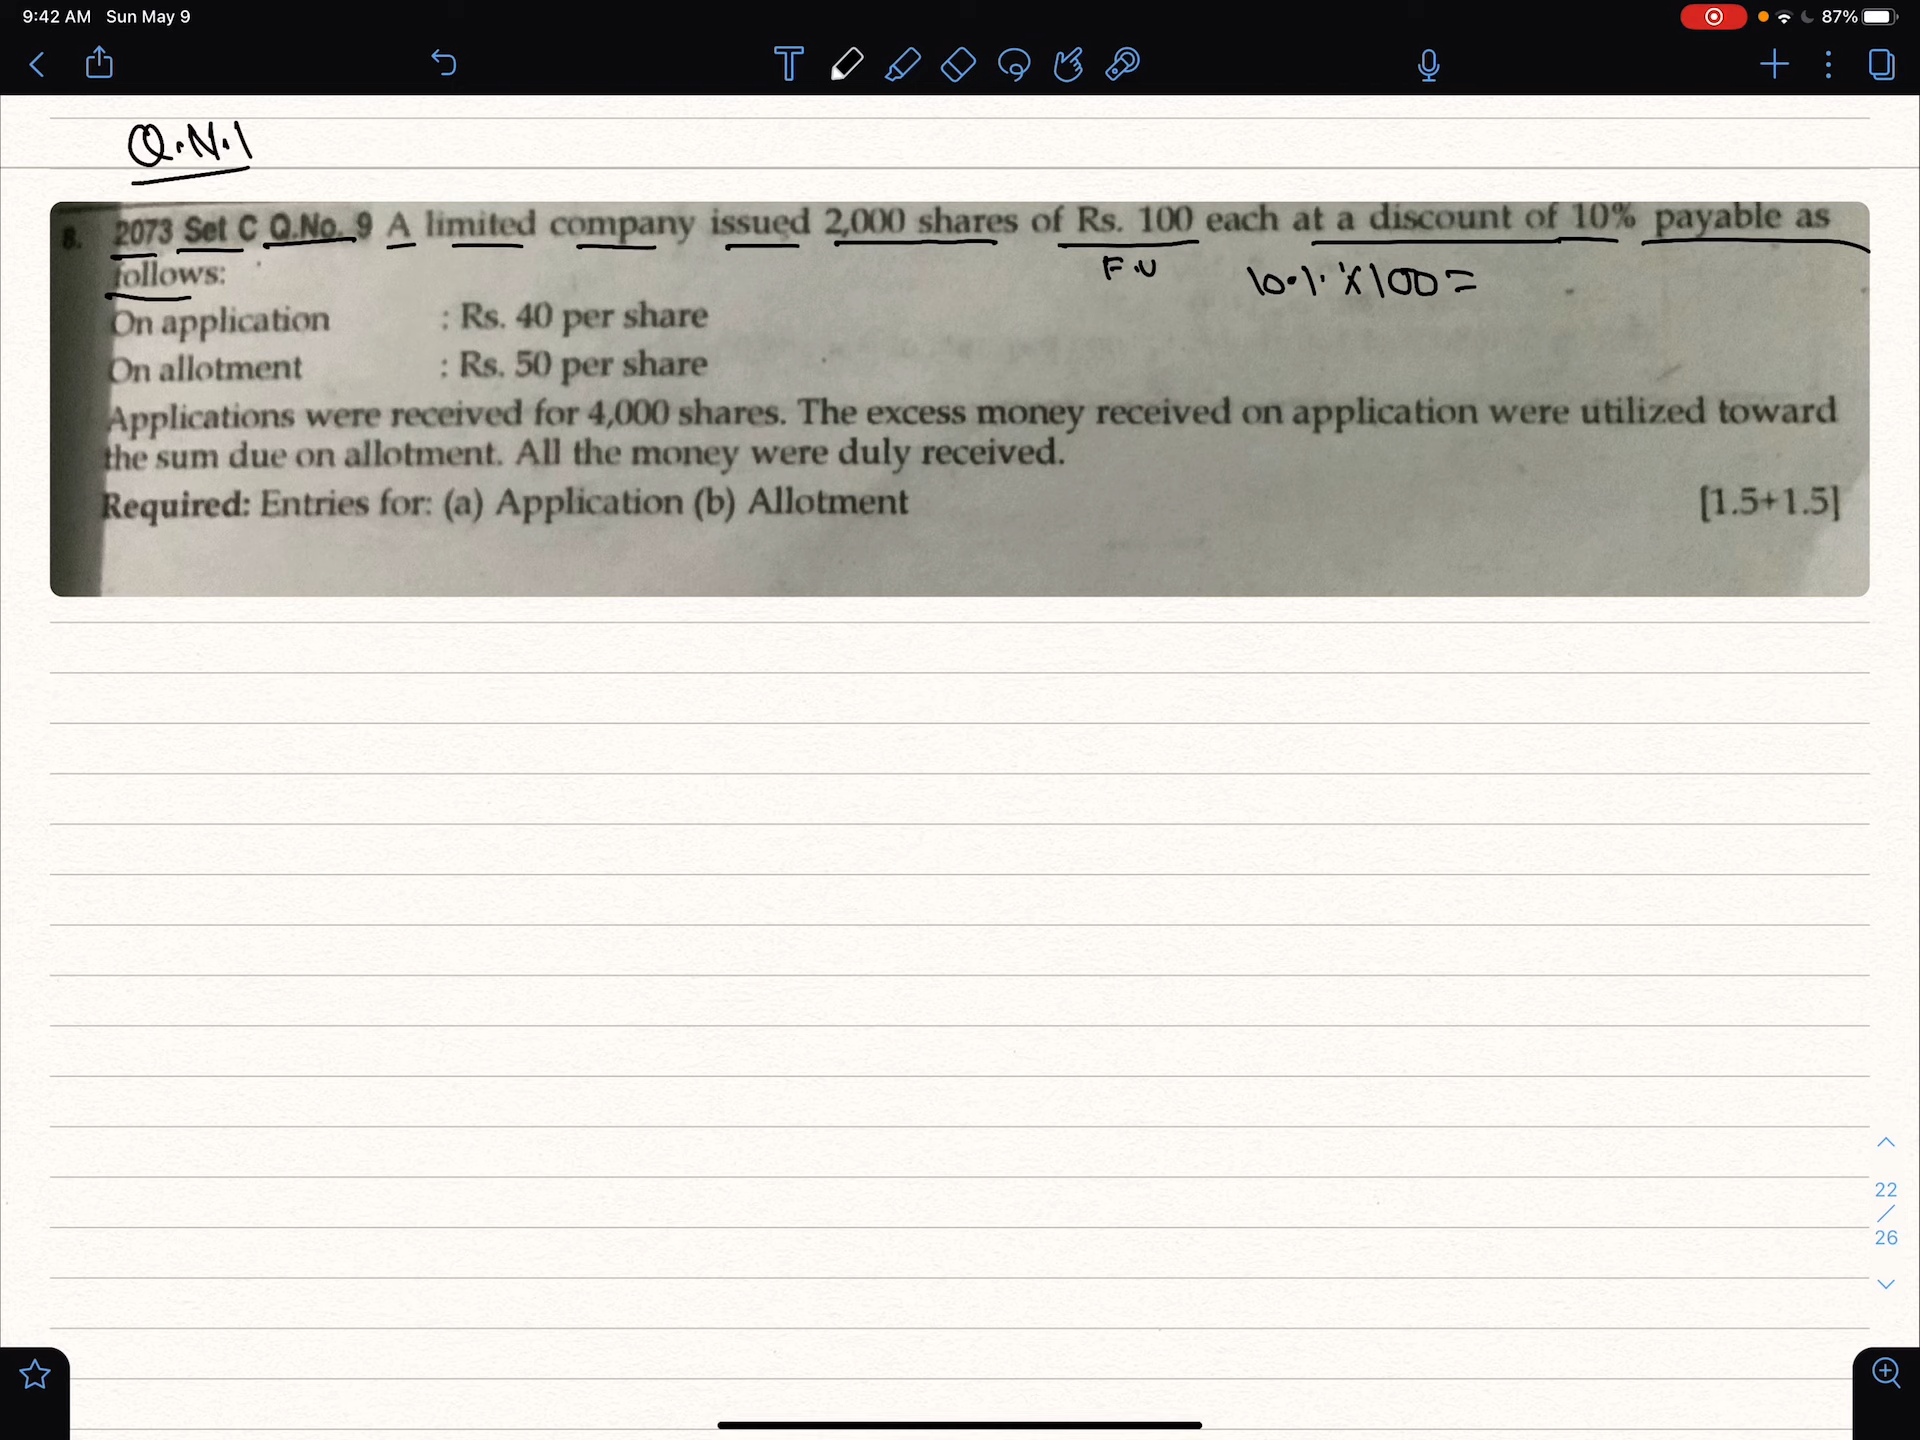 9:42 AM Sun May 9
87%
Q.N.1
8. 2073 Set C Q.No. 9 A limited company issued 2,000 shares of Rs. 100 each at a discount of 10% payable as
follows:
F.V 10.1. x 100 =
On application : Rs. 40 per share
On allotment : Rs. 50 per share
Applications were received for 4,000 shares. The excess money received on application were utilized toward
the sum due on allotment. All the money were duly received.
Required: Entries for: (a) Application (b) Allotment [1.5+1.5]
22
/
26